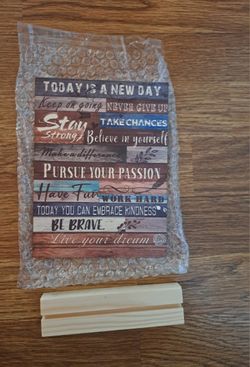 TODAY IS A NEW DAY
Keep on going NEVER GIVE UP
Stay Strong TAKE CHANCES
Believe in yourself
Make a difference
PURSUE YOUR PASSION
Have Fun WORK HARD
TODAY YOU CAN EMBRACE KINDNESS
BE BRAVE
Live your dream